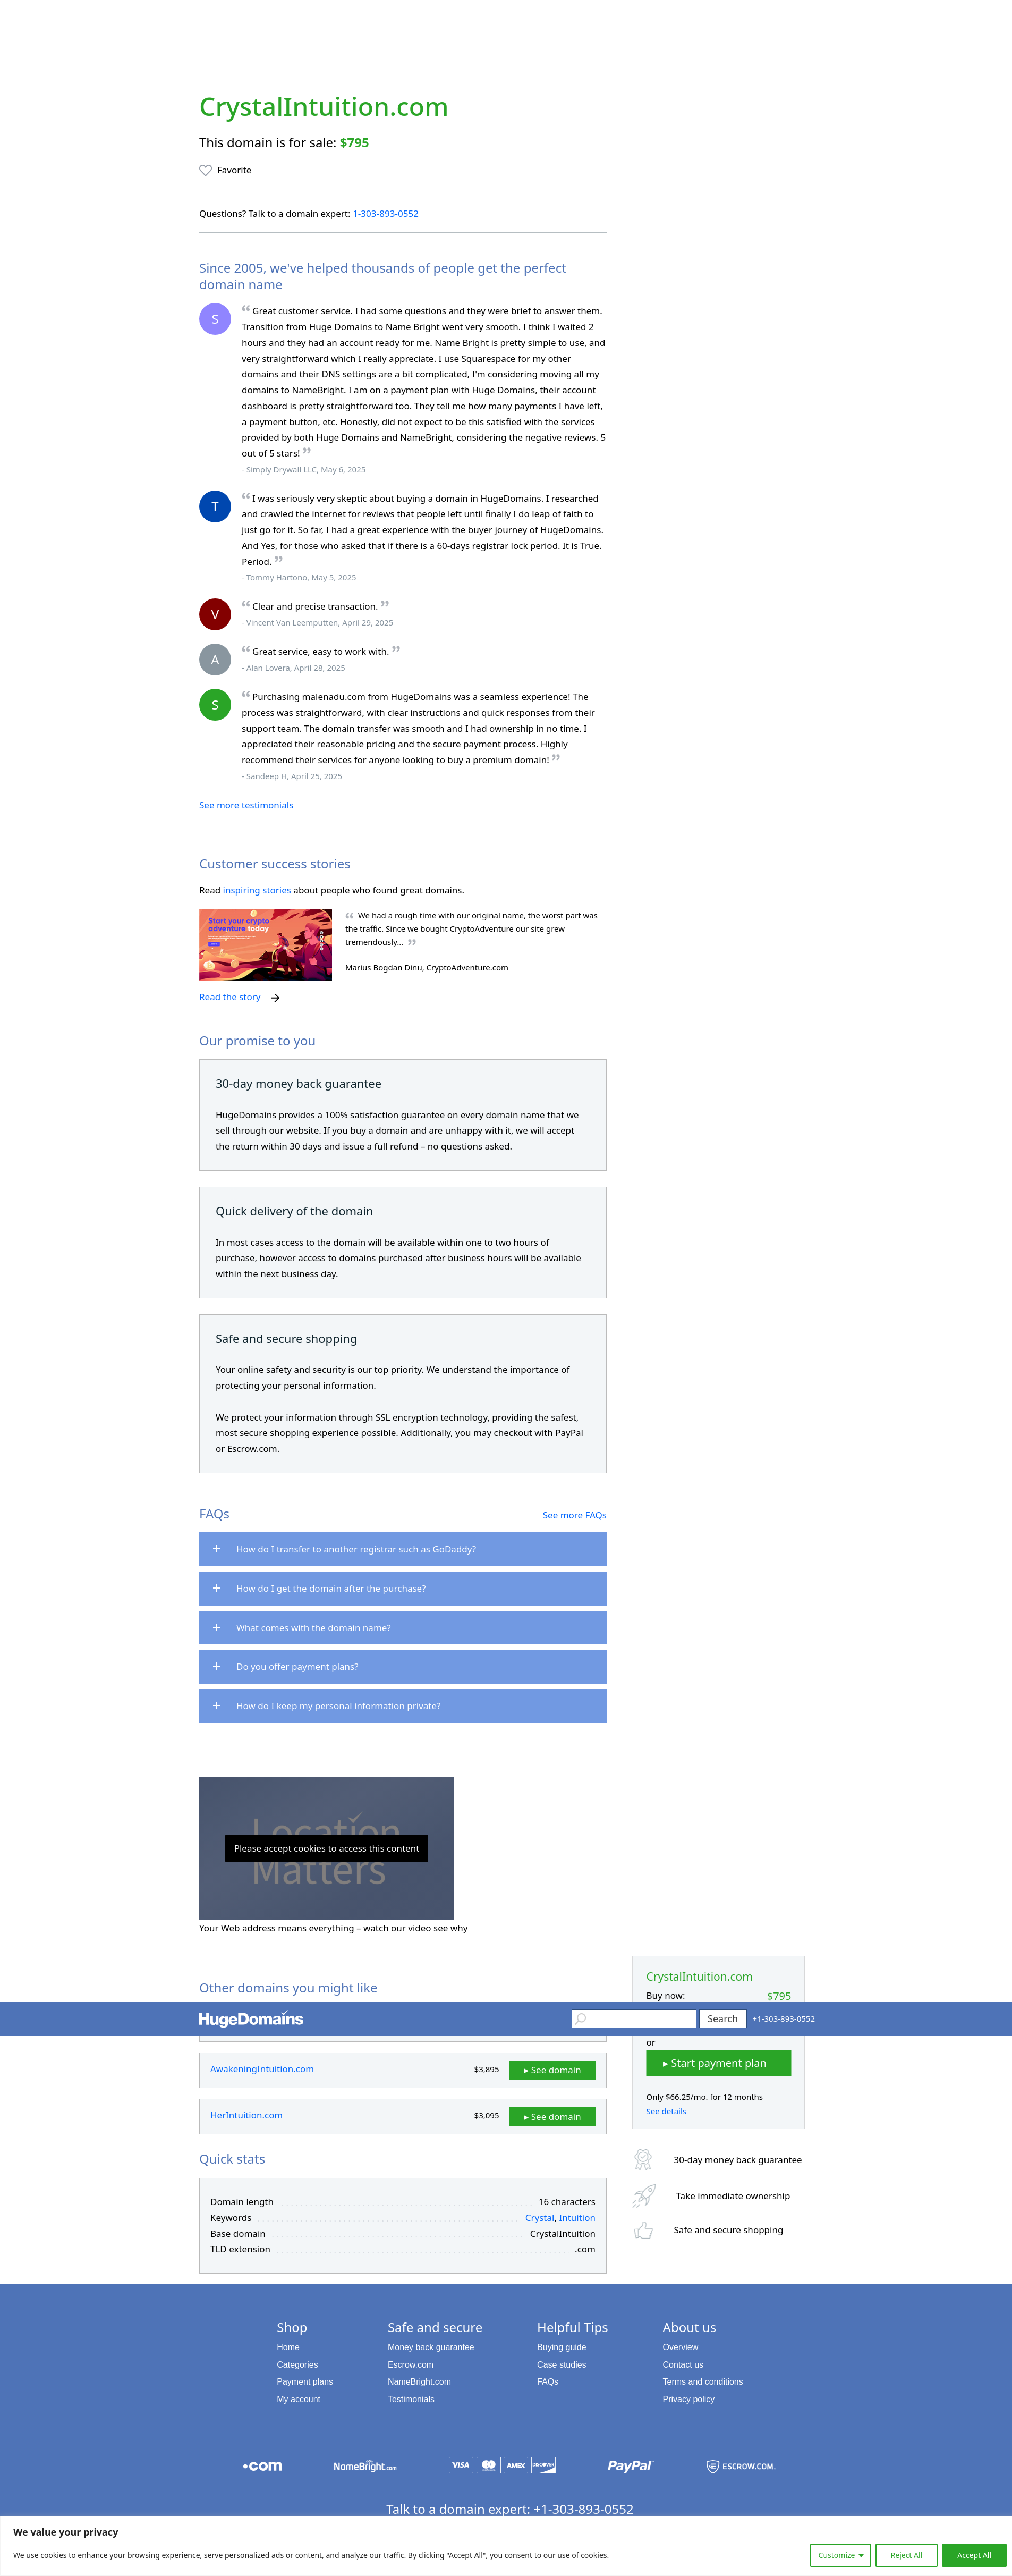 CrystalIntuition.com
This domain is for sale: $795
Favorite
Questions? Talk to a domain expert: 1-303-893-0552
Since 2005, we've helped thousands of people get the perfect
domain name
S
“ Great customer service. I had some questions and they were brief to answer them.
Transition from Huge Domains to Name Bright went very smooth. I think I waited 2
hours and they had an account ready for me. Name Bright is pretty simple to use, and
very straightforward which I really appreciate. I use Squarespace for my other
domains and their DNS settings are a bit complicated, I'm considering moving all my
domains to NameBright. I am on a payment plan with Huge Domains, their account
dashboard is pretty straightforward too. They tell me how many payments I have left,
a payment button, etc. Honestly, did not expect to be this satisfied with the services
provided by both Huge Domains and NameBright, considering the negative reviews. 5
out of 5 stars! ”
- Simply Drywall LLC, May 6, 2025
T
“ I was seriously very skeptic about buying a domain in HugeDomains. I researched
and crawled the internet for reviews that people left until finally I do leap of faith to
just go for it. So far, I had a great experience with the buyer journey of HugeDomains.
And Yes, for those who asked that if there is a 60-days registrar lock period. It is True.
Period. ”
- Tommy Hartono, May 5, 2025
V
“ Clear and precise transaction. ”
- Vincent Van Leemputten, April 29, 2025
A
“ Great service, easy to work with. ”
- Alan Lovera, April 28, 2025
S
“ Purchasing malenadu.com from HugeDomains was a seamless experience! The
process was straightforward, with clear instructions and quick responses from their
support team. The domain transfer was smooth and I had ownership in no time. I
appreciated their reasonable pricing and the secure payment process. Highly
recommend their services for anyone looking to buy a premium domain! ”
- Sandeep H, April 25, 2025
See more testimonials
Customer success stories
Read inspiring stories about people who found great domains.
Start your crypto
adventure today
“ We had a rough time with our original name, the worst part was
the traffic. Since we bought CryptoAdventure our site grew
tremendously... ”
Marius Bogdan Dinu, CryptoAdventure.com
Read the story
Our promise to you
30-day money back guarantee
HugeDomains provides a 100% satisfaction guarantee on every domain name that we
sell through our website. If you buy a domain and are unhappy with it, we will accept
the return within 30 days and issue a full refund – no questions asked.
Quick delivery of the domain
In most cases access to the domain will be available within one to two hours of
purchase, however access to domains purchased after business hours will be available
within the next business day.
Safe and secure shopping
Your online safety and security is our top priority. We understand the importance of
protecting your personal information.
We protect your information through SSL encryption technology, providing the safest,
most secure shopping experience possible. Additionally, you may checkout with PayPal
or Escrow.com.
FAQs
See more FAQs
+ How do I transfer to another registrar such as GoDaddy?
+ How do I get the domain after the purchase?
+ What comes with the domain name?
+ Do you offer payment plans?
+ How do I keep my personal information private?
Location
Please accept cookies to access this content
Matters
Your Web address means everything – watch our video see why
Other domains you might like
CrystalIntuition.com
Buy now: $795
HugeDomains
Search
+1-303-893-0552
or
▸ Start payment plan
Only $66.25/mo. for 12 months
See details
AwakeningIntuition.com $3,895 ▸ See domain
HerIntuition.com $3,095 ▸ See domain
30-day money back guarantee
Take immediate ownership
Safe and secure shopping
Quick stats
Domain length 16 characters
Keywords Crystal, Intuition
Base domain CrystalIntuition
TLD extension .com
Shop
Home
Categories
Payment plans
My account
Safe and secure
Money back guarantee
Escrow.com
NameBright.com
Testimonials
Helpful Tips
Buying guide
Case studies
FAQs
About us
Overview
Contact us
Terms and conditions
Privacy policy
.com
NameBright.com
VISA
AMEX
DISCOVER
PayPal
ESCROW.COM
Talk to a domain expert: +1-303-893-0552
We value your privacy
We use cookies to enhance your browsing experience, serve personalized ads or content, and analyze our traffic. By clicking "Accept All", you consent to our use of cookies.
Customize
Reject All
Accept All